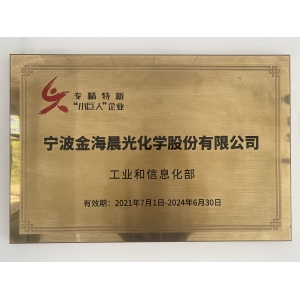 专精特新
“小巨人”企业
宁波金海晨光化学股份有限公司
工业和信息化部
有效期：2021年7月1日-2024年6月30日